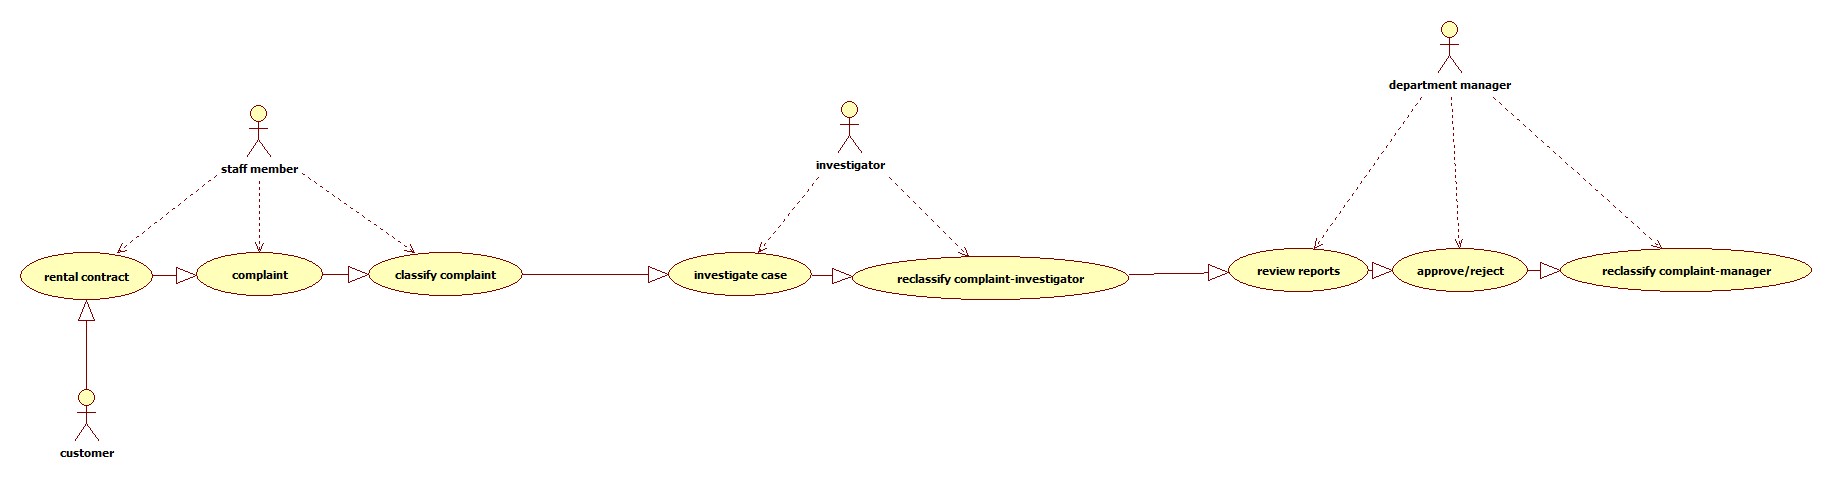 department manager
staff member
investigator
rental contract
complaint
classify complaint
investigate case
reclassify complaint-investigator
review reports
approve/reject
reclassify complaint-manager
customer